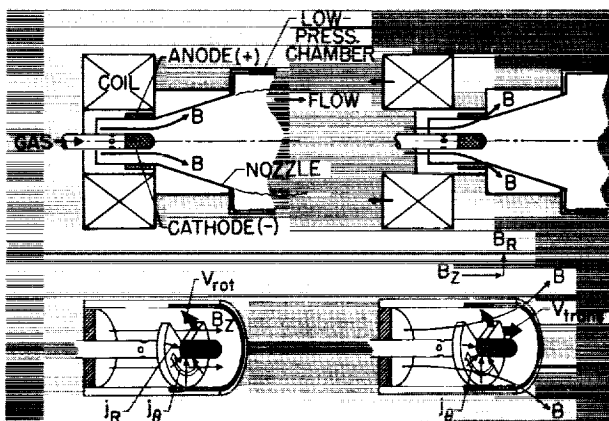 LOW-
PRESS.
CHAMBER
ANODE (+)
COIL
B
FLOW
B
GAS
B
NOZZLE
B
CATHODE (-)
B_R
B_Z
B
V_rot
B_Z
V_trans
j_R
j_θ
j_θ
B